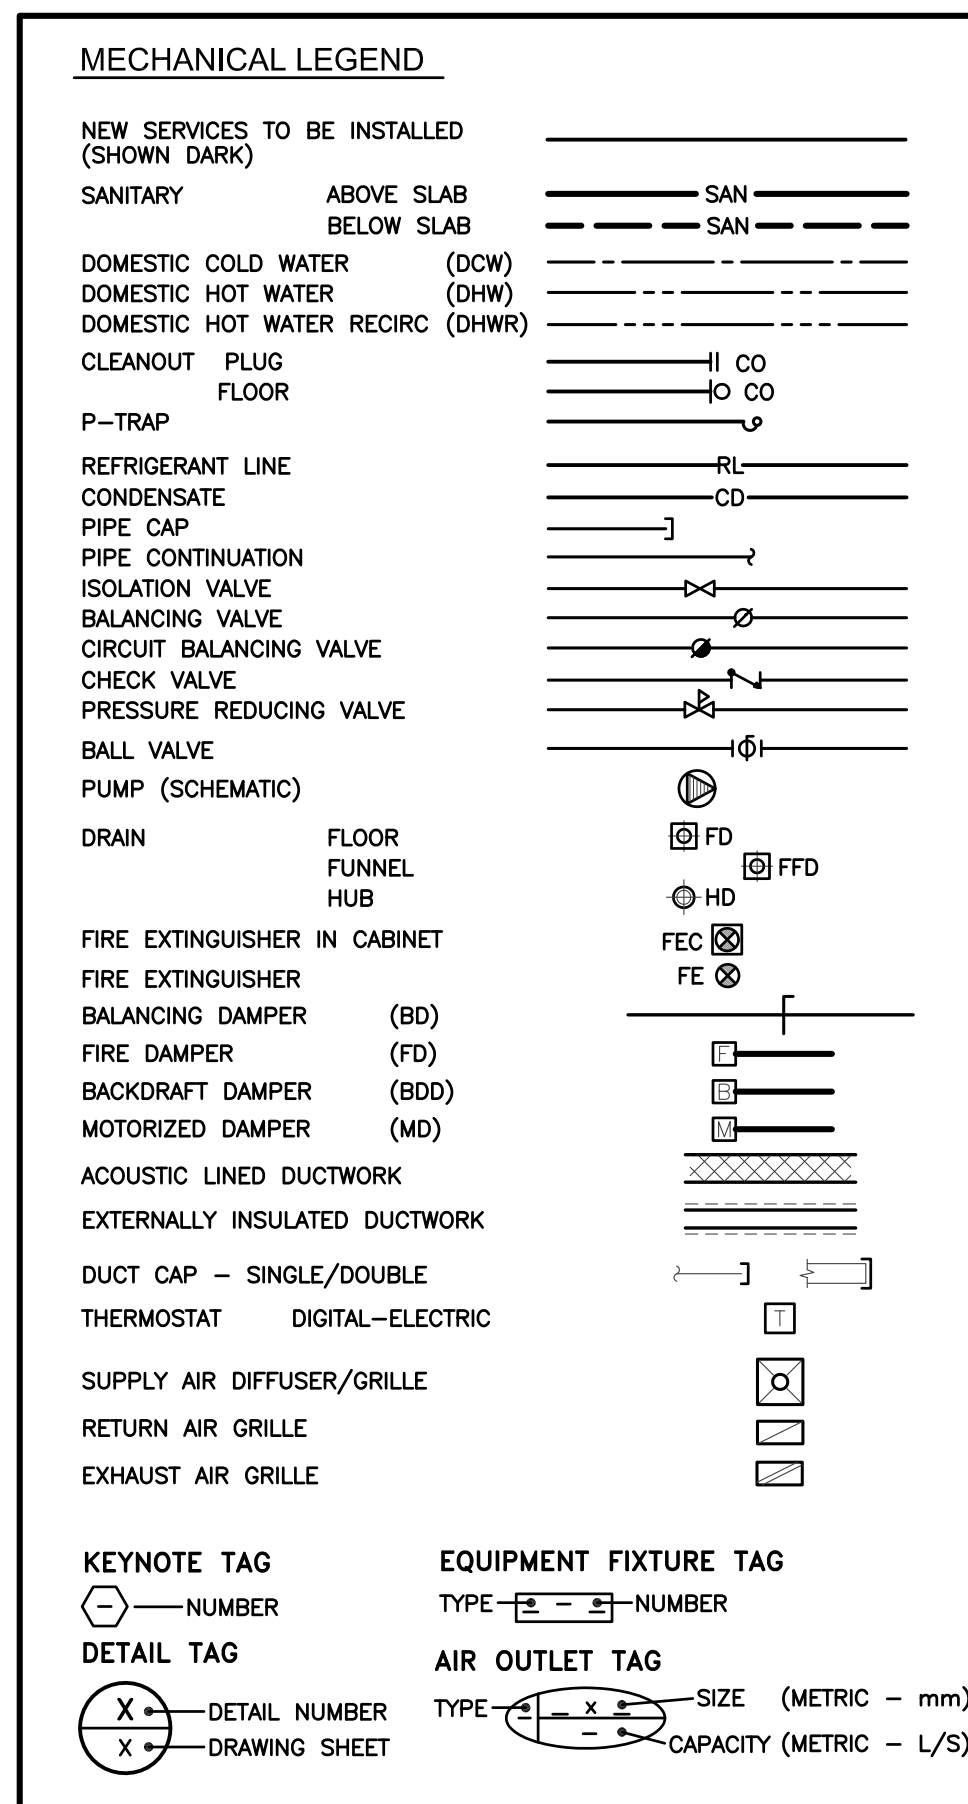 MECHANICAL LEGEND
NEW SERVICES TO BE INSTALLED
(SHOWN DARK)
SANITARY ABOVE SLAB SAN
BELOW SLAB SAN
DOMESTIC COLD WATER (DCW)
DOMESTIC HOT WATER (DHW)
DOMESTIC HOT WATER RECIRC (DHWR)
CLEANOUT PLUG CO
FLOOR CO
P-TRAP
REFRIGERANT LINE RL
CONDENSATE CD
PIPE CAP
PIPE CONTINUATION
ISOLATION VALVE
BALANCING VALVE
CIRCUIT BALANCING VALVE
CHECK VALVE
PRESSURE REDUCING VALVE
BALL VALVE
PUMP (SCHEMATIC)
DRAIN FLOOR FD
FUNNEL FFD
HUB HD
FIRE EXTINGUISHER IN CABINET FEC
FIRE EXTINGUISHER FE
BALANCING DAMPER (BD)
FIRE DAMPER (FD) F
BACKDRAFT DAMPER (BDD) B
MOTORIZED DAMPER (MD) M
ACOUSTIC LINED DUCTWORK
EXTERNALLY INSULATED DUCTWORK
DUCT CAP - SINGLE/DOUBLE
THERMOSTAT DIGITAL-ELECTRIC T
SUPPLY AIR DIFFUSER/GRILLE
RETURN AIR GRILLE
EXHAUST AIR GRILLE
KEYNOTE TAG
- NUMBER
EQUIPMENT FIXTURE TAG
TYPE _ - _ NUMBER
DETAIL TAG
X DETAIL NUMBER
X DRAWING SHEET
AIR OUTLET TAG
TYPE _ _ x _ SIZE (METRIC - mm)
- CAPACITY (METRIC - L/S)